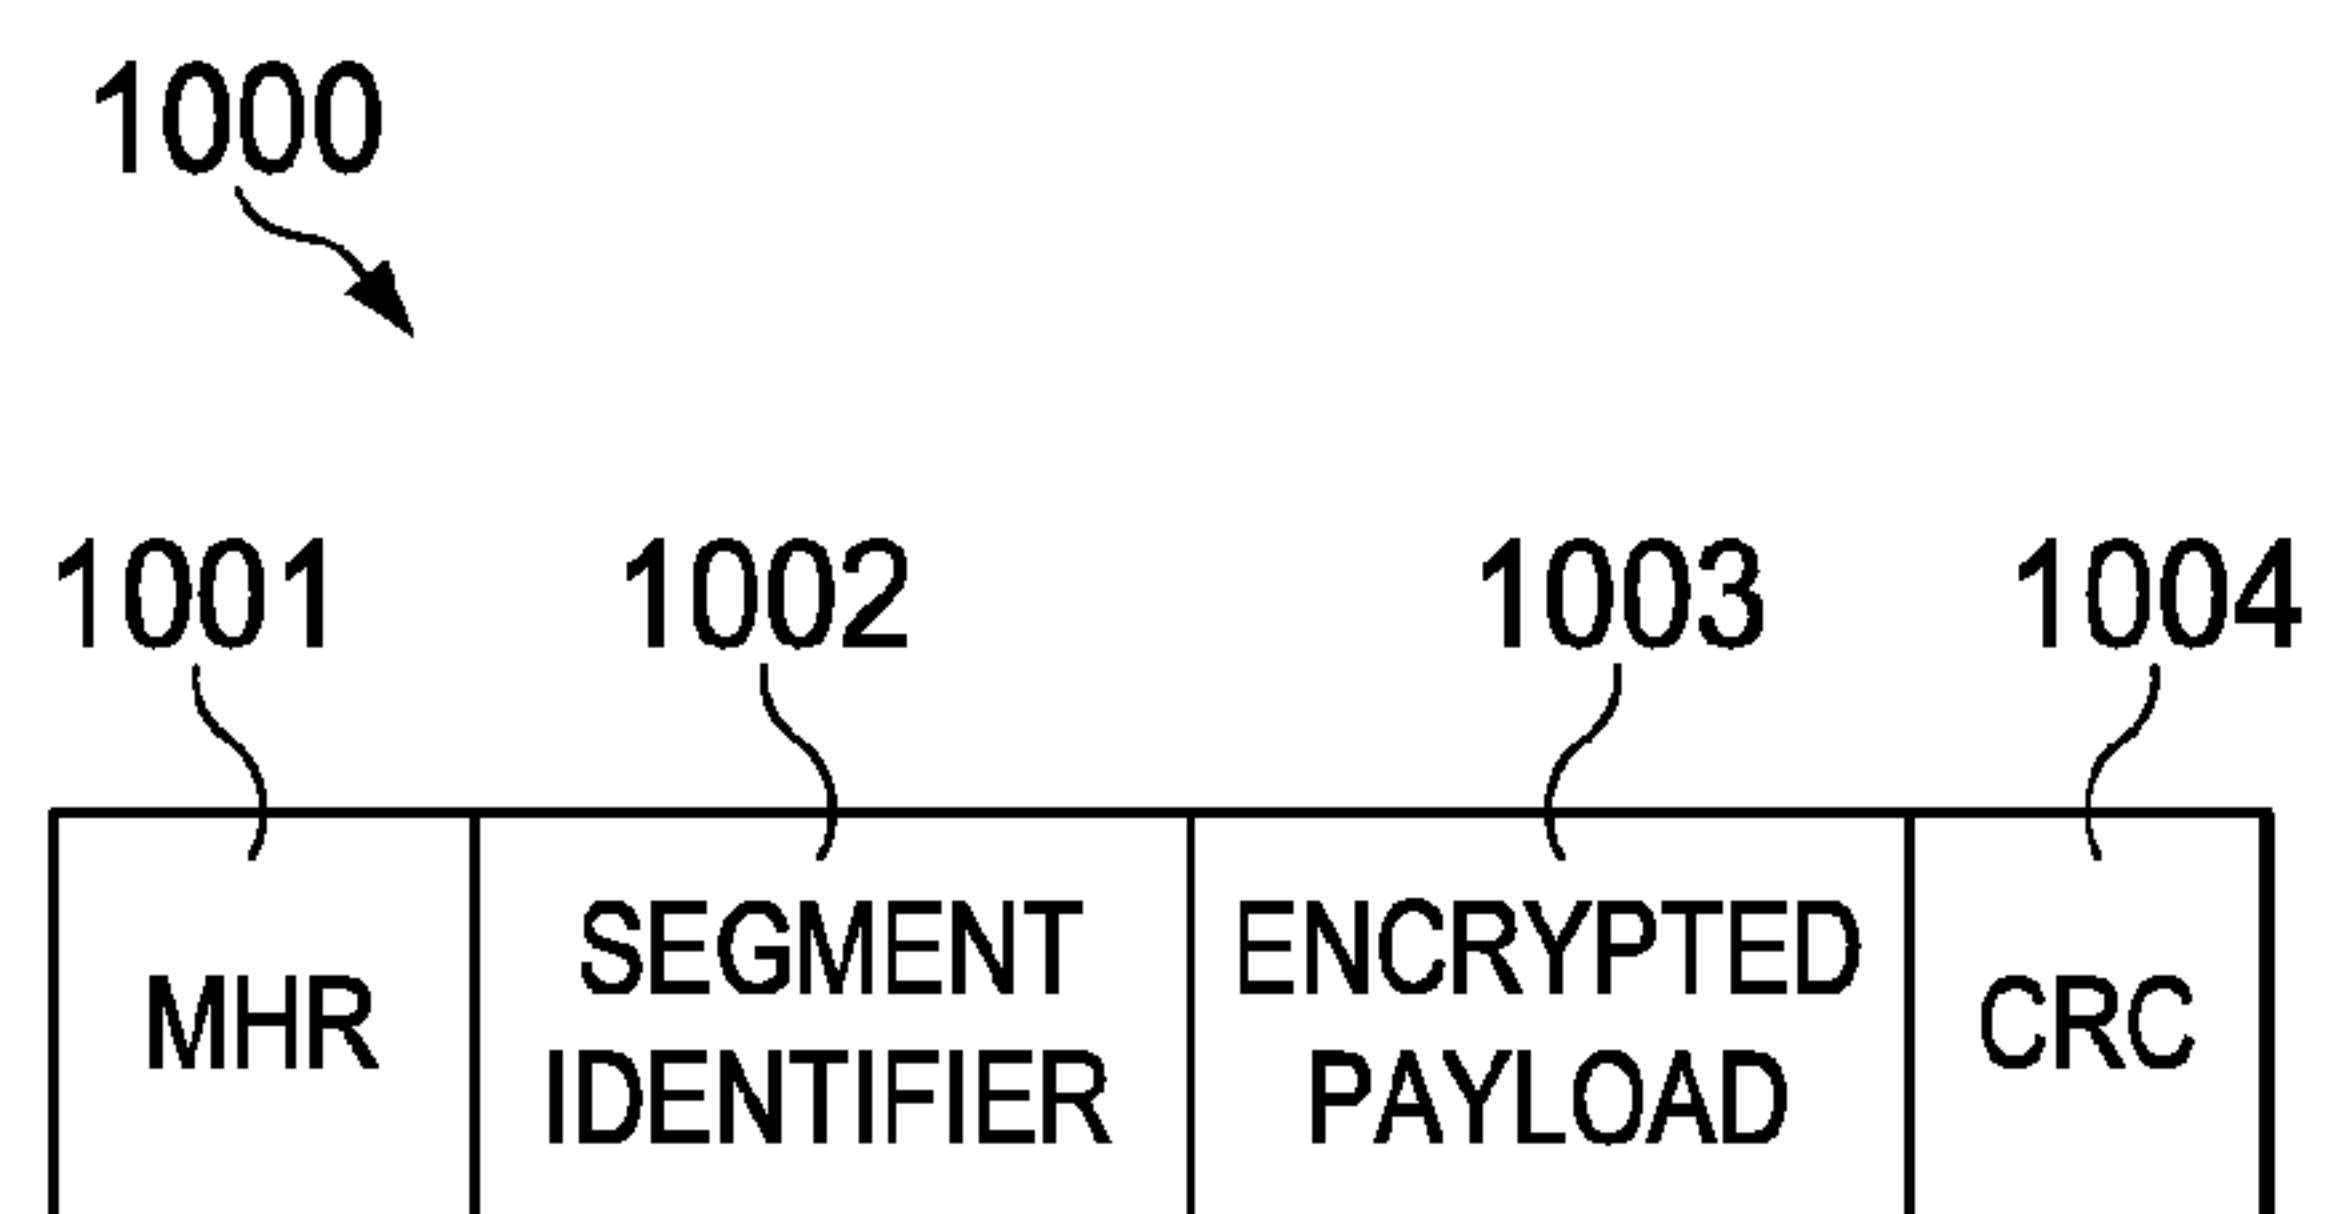 1000
1001 1002 1003 1004
MHR
SEGMENT
IDENTIFIER
ENCRYPTED
PAYLOAD
CRC